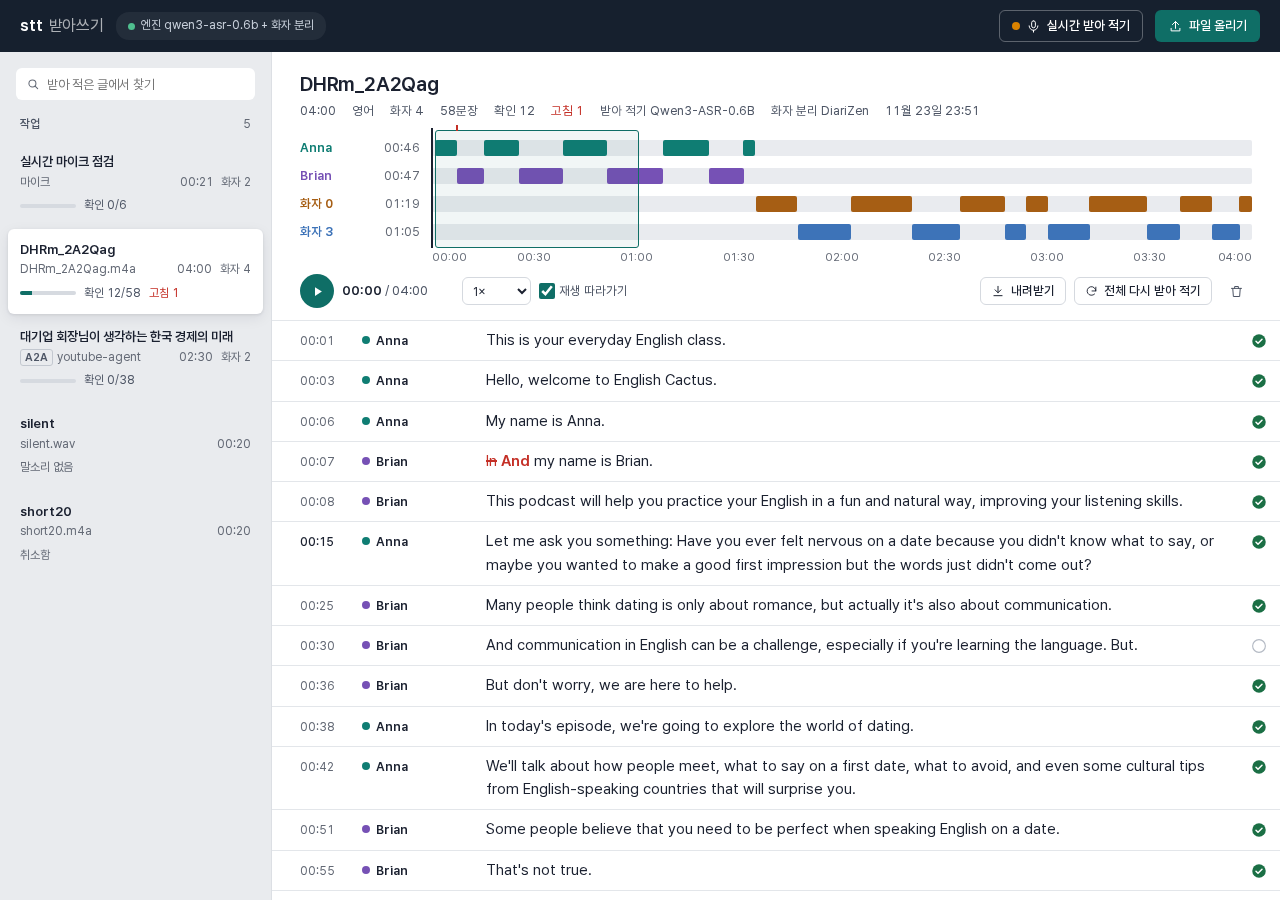 stt 받아쓰기
엔진 qwen3-asr-0.6b + 화자 분리
실시간 받아 적기
파일 올리기
받아 적은 글에서 찾기
작업 5
실시간 마이크 점검
마이크 00:21 화자 2
확인 0/6
DHRm_2A2Qag
DHRm_2A2Qag.m4a 04:00 화자 4
확인 12/58 고침 1
대기업 회장님이 생각하는 한국 경제의 미래
A2A youtube-agent 02:30 화자 2
확인 0/38
silent
silent.wav 00:20
말소리 없음
short20
short20.m4a 00:20
취소함
DHRm_2A2Qag
04:00 영어 화자 4 58문장 확인 12 고침 1 받아 적기 Qwen3-ASR-0.6B 화자 분리 DiariZen 11월 23일 23:51
Anna 00:46
Brian 00:47
화자 0 01:19
화자 3 01:05
00:00 00:30 01:00 01:30 02:00 02:30 03:00 03:30 04:00
00:00 / 04:00 1× 재생 따라가기 내려받기 전체 다시 받아 적기
00:01 Anna This is your everyday English class.
00:03 Anna Hello, welcome to English Cactus.
00:06 Anna My name is Anna.
00:07 Brian In And my name is Brian.
00:08 Brian This podcast will help you practice your English in a fun and natural way, improving your listening skills.
00:15 Anna Let me ask you something: Have you ever felt nervous on a date because you didn't know what to say, or
maybe you wanted to make a good first impression but the words just didn't come out?
00:25 Brian Many people think dating is only about romance, but actually it's also about communication.
00:30 Brian And communication in English can be a challenge, especially if you're learning the language. But.
00:36 Brian But don't worry, we are here to help.
00:38 Anna In today's episode, we're going to explore the world of dating.
00:42 Anna We'll talk about how people meet, what to say on a first date, what to avoid, and even some cultural tips
from English-speaking countries that will surprise you.
00:51 Brian Some people believe that you need to be perfect when speaking English on a date.
00:55 Brian That's not true.